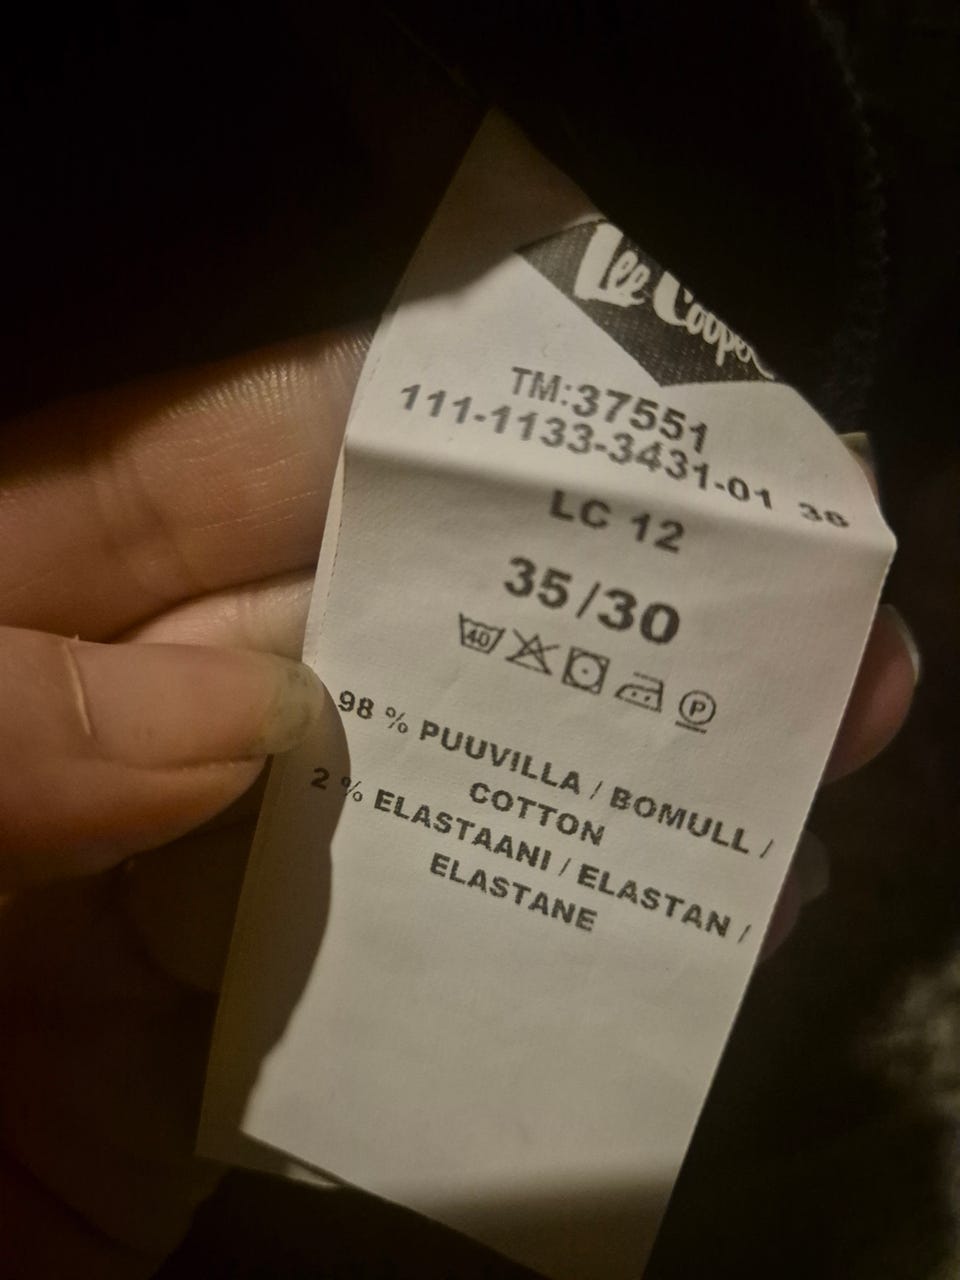 Lee Cooper
TM:37551
111-1133-3431-01 36
LC 12
35/30
40 P
98 % PUUVILLA / BOMULL /
COTTON
2 % ELASTAANI / ELASTAN /
ELASTANE